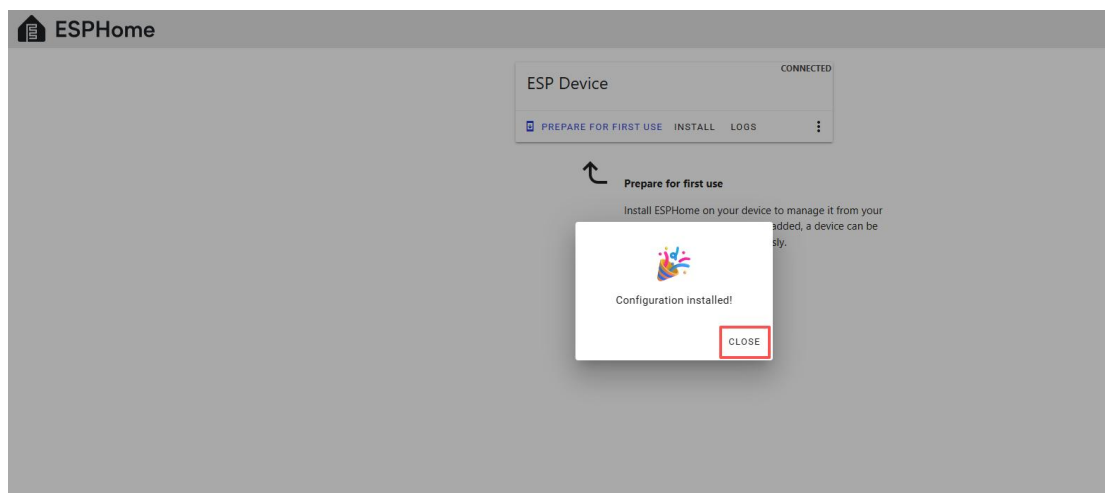 ESPHome
CONNECTED
ESP Device
PREPARE FOR FIRST USE INSTALL LOGS
Prepare for first use
Install ESPHome on your device to manage it from your
added, a device can be
sly.
Configuration installed!
CLOSE